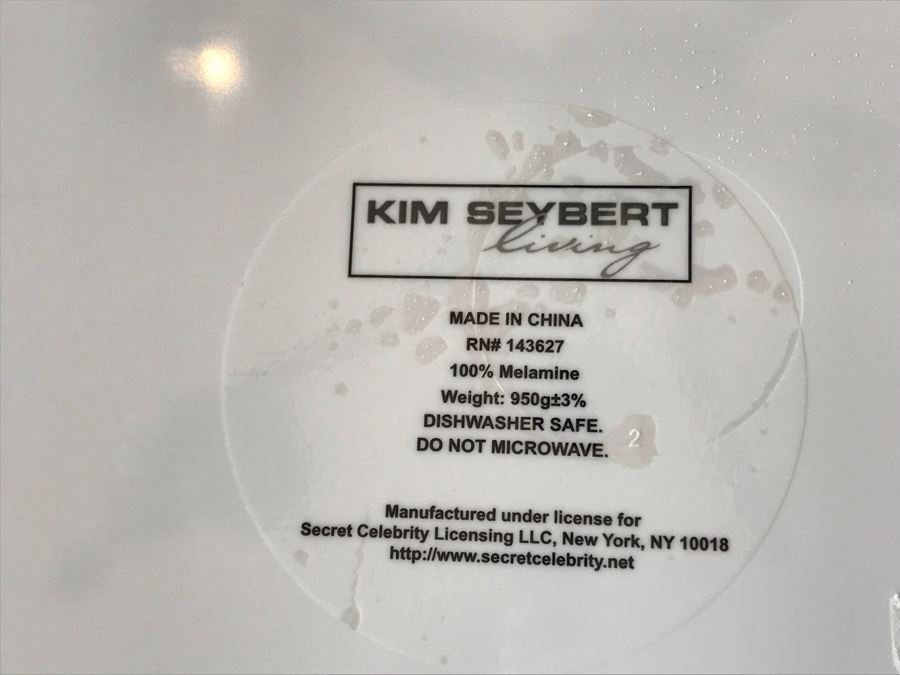 KIM SEYBERT
living
MADE IN CHINA
RN# 143627
100% Melamine
Weight: 950g±3%
DISHWASHER SAFE.
DO NOT MICROWAVE.
2
Manufactured under license for
Secret Celebrity Licensing LLC, New York, NY 10018
http://www.secretcelebrity.net